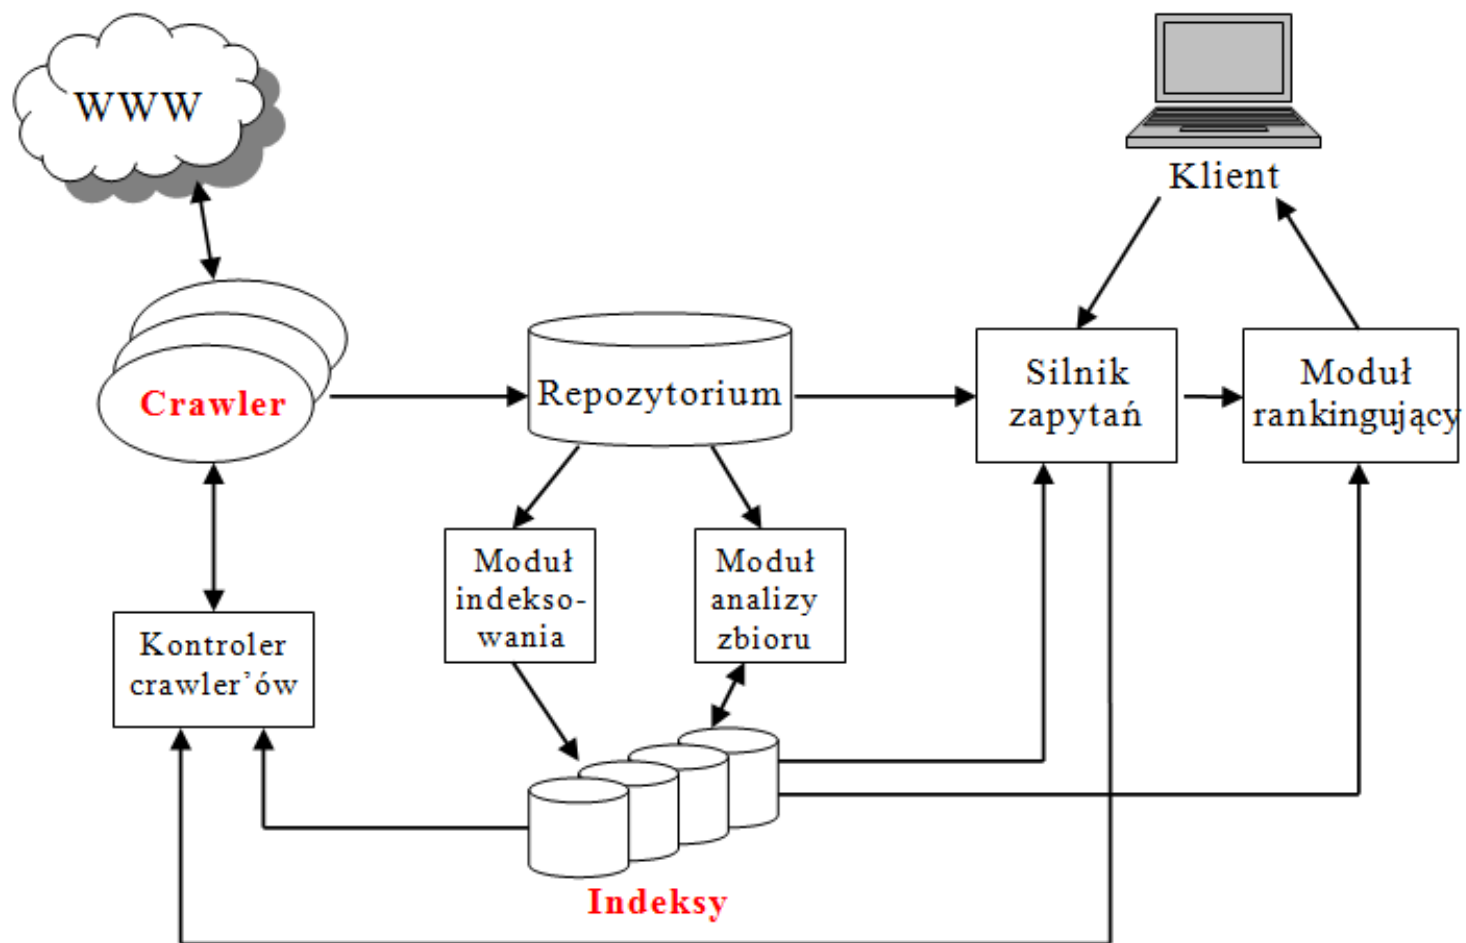 WWW
Klient
Crawler
Repozytorium
Silnik
zapytań
Moduł
rankingujący
Moduł
indekso-
wania
Moduł
analizy
zbioru
Kontroler
crawler’ów
Indeksy